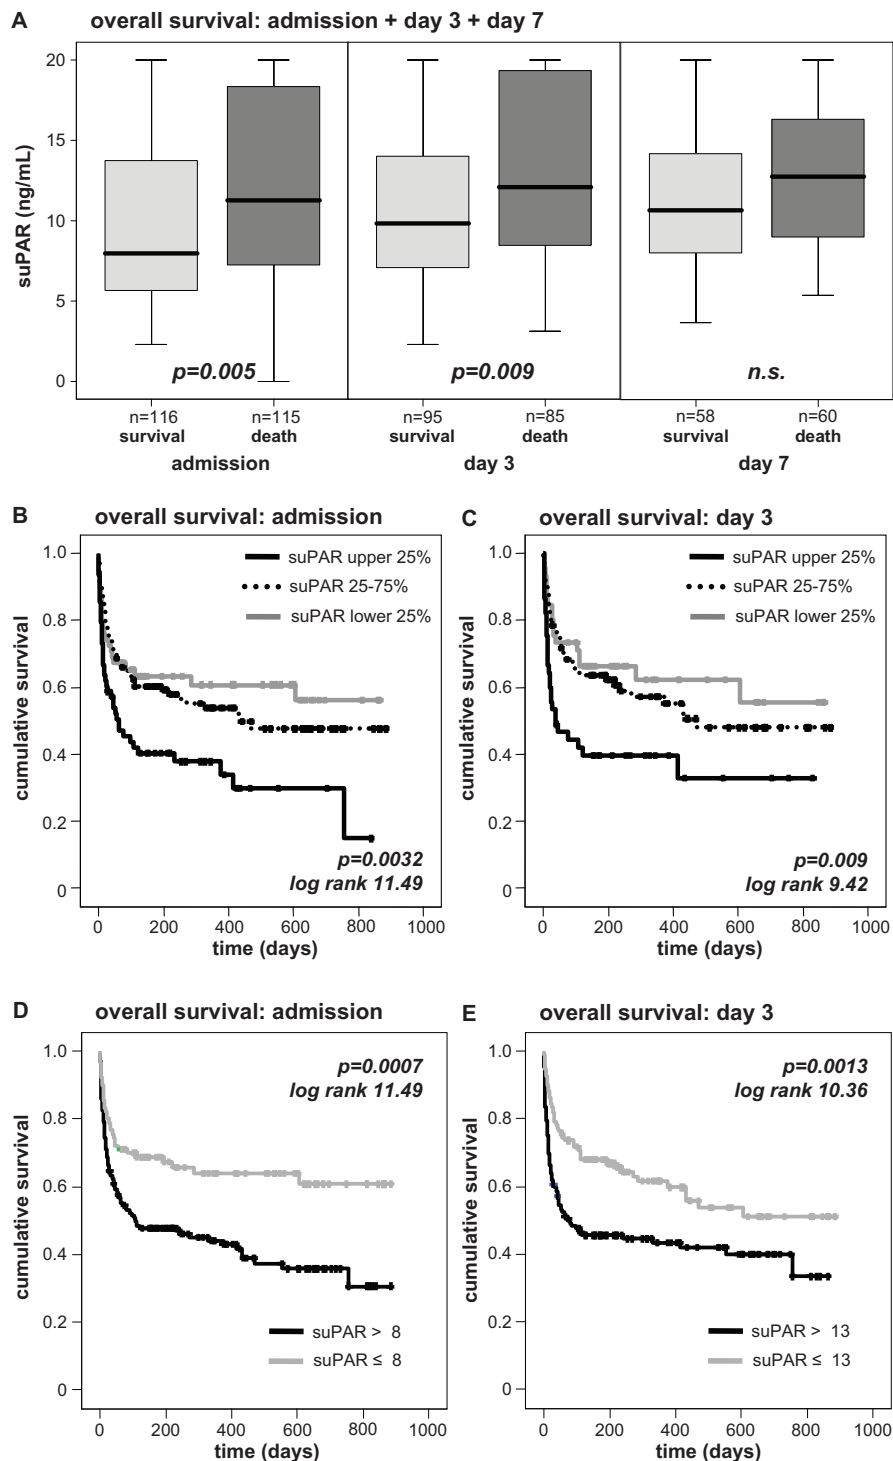 A overall survival: admission + day 3 + day 7
suPAR (ng/mL)
20
15
10
5
0
p=0.005
p=0.009
n.s.
n=116 n=115 n=95 n=85 n=58 n=60
survival death survival death survival death
admission day 3 day 7
B overall survival: admission
cumulative survival
1.0
0.8
0.6
0.4
0.2
0
suPAR upper 25%
suPAR 25-75%
suPAR lower 25%
p=0.0032
log rank 11.49
0 200 400 600 800 1000
time (days)
C overall survival: day 3
cumulative survival
1.0
0.8
0.6
0.4
0.2
0
suPAR upper 25%
suPAR 25-75%
suPAR lower 25%
p=0.009
log rank 9.42
0 200 400 600 800 1000
time (days)
D overall survival: admission
cumulative survival
1.0
0.8
0.6
0.4
0.2
0
p=0.0007
log rank 11.49
suPAR > 8
suPAR ≤ 8
0 200 400 600 800 1000
time (days)
E overall survival: day 3
cumulative survival
1.0
0.8
0.6
0.4
0.2
0
p=0.0013
log rank 10.36
suPAR > 13
suPAR ≤ 13
0 200 400 600 800 1000
time (days)